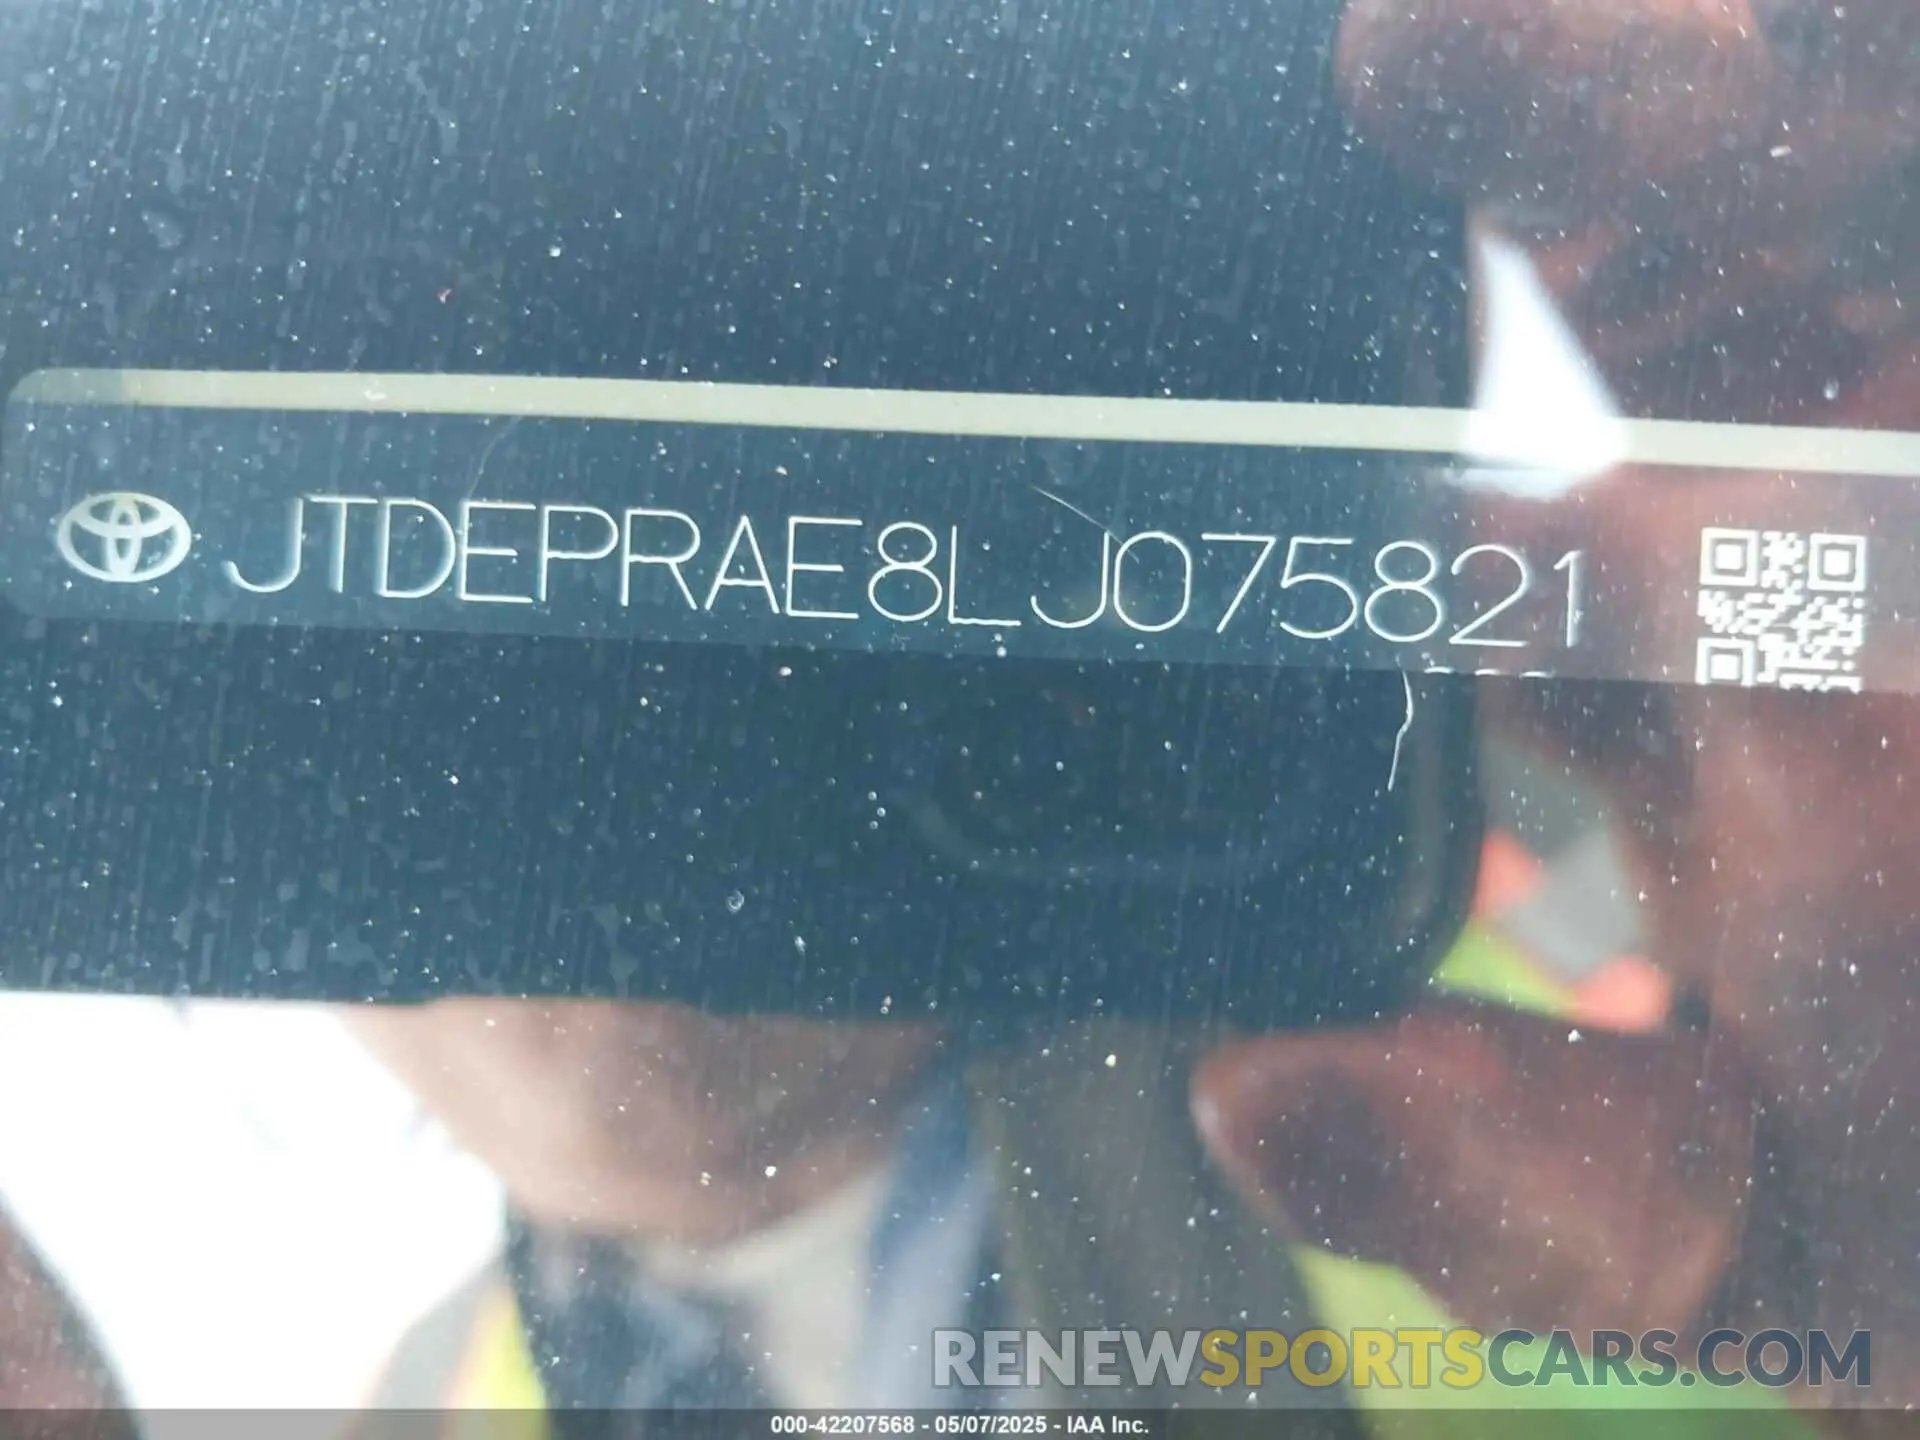 JTDEPRAE8LJ075821
RENEWSPORTSCARS.COM
000-42207568 - 05/07/2025 - IAA Inc.